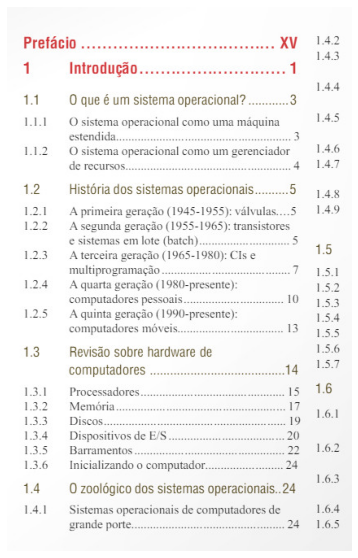 Prefácio ..................................... XV
1 Introdução............................ 1
1.1 O que é um sistema operacional? ............3
1.1.1 O sistema operacional como uma máquina
estendida.................................................... 3
1.1.2 O sistema operacional como um gerenciador
de recursos................................................. 4
1.2 História dos sistemas operacionais..........5
1.2.1 A primeira geração (1945-1955): válvulas....5
1.2.2 A segunda geração (1955-1965): transistores
e sistemas em lote (batch)........................... 5
1.2.3 A terceira geração (1965-1980): CIs e
multiprogramação ...................................... 7
1.2.4 A quarta geração (1980-presente):
computadores pessoais............................. 10
1.2.5 A quinta geração (1990-presente):
computadores móveis............................... 13
1.3 Revisão sobre hardware de
computadores ....................................14
1.3.1 Processadores .......................................... 15
1.3.2 Memória................................................. 17
1.3.3 Discos..................................................... 19
1.3.4 Dispositivos de E/S................................. 20
1.3.5 Barramentos............................................ 22
1.3.6 Inicializando o computador...................... 24
1.4 O zoológico dos sistemas operacionais..24
1.4.1 Sistemas operacionais de computadores de
grande porte............................................. 24
1.4.2
1.4.3
1.4.4
1.4.5
1.4.6
1.4.7
1.4.8
1.4.9
1.5
1.5.1
1.5.2
1.5.3
1.5.4
1.5.5
1.5.6
1.5.7
1.6
1.6.1
1.6.2
1.6.3
1.6.4
1.6.5